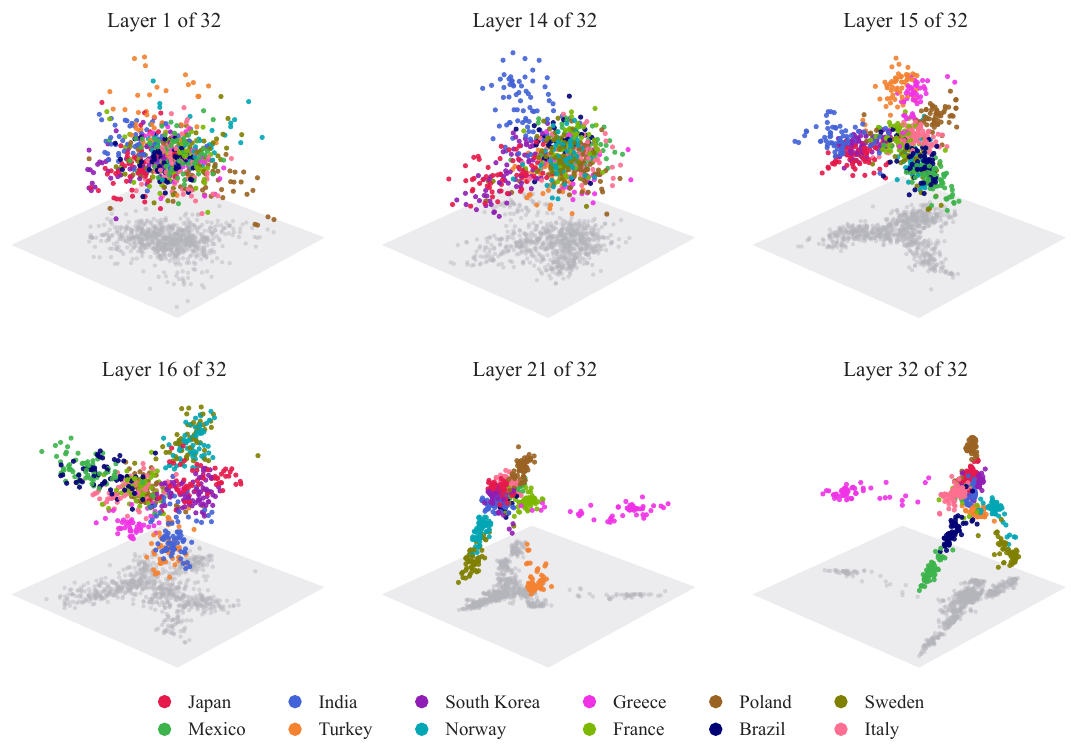 Layer 1 of 32
Layer 14 of 32
Layer 15 of 32
Layer 16 of 32
Layer 21 of 32
Layer 32 of 32
Japan India South Korea Greece Poland Sweden
Mexico Turkey Norway France Brazil Italy